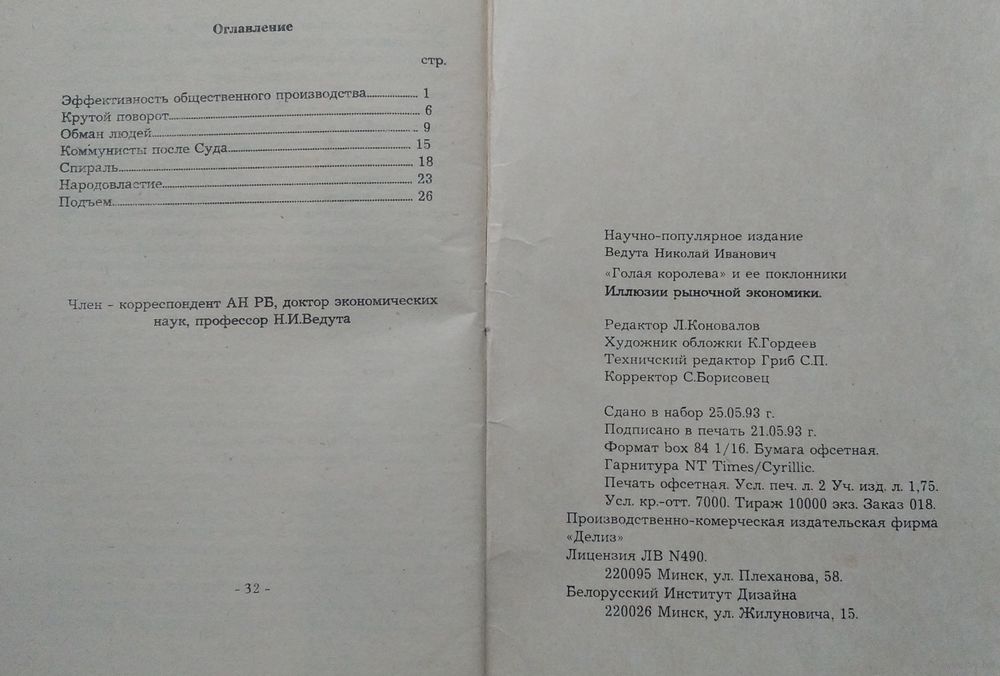 Оглавление
стр.
Эффективность общественного производства 1
Крутой поворот 6
Обман людей 9
Коммунисты после Суда 15
Спираль 18
Народовластие 23
Подъем 26
Член - корреспондент АН РБ, доктор экономических
наук, профессор Н.И.Ведута
- 32 -
Научно-популярное издание
Ведута Николай Иванович
«Голая королева» и ее поклонники
Иллюзии рыночной экономики.
Редактор Л.Коновалов
Художник обложки К.Гордеев
Техничский редактор Гриб С.П.
Корректор С.Борисовец
Сдано в набор 25.05.93 г.
Подписано в печать 21.05.93 г.
Формат box 84 1/16. Бумага офсетная.
Гарнитура NT Times/Cyrillic.
Печать офсетная. Усл. печ. л. 2 Уч. изд. л. 1,75.
Усл. кр.-отт. 7000. Тираж 10000 экз. Заказ 018.
Производственно-комерческая издательская фирма
«Делиз»
Лицензия ЛВ N490.
220095 Минск, ул. Плеханова, 58.
Белорусский Институт Дизайна
220026 Минск, ул. Жилуновича, 15.